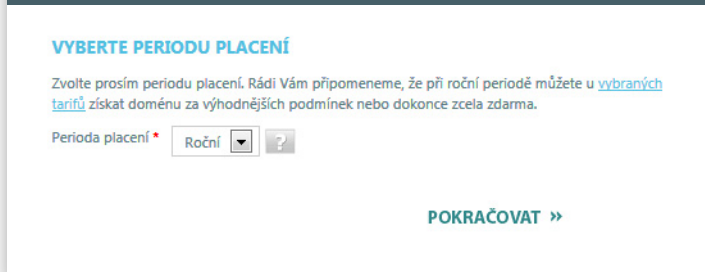 VYBERTE PERIODU PLACENÍ
Zvolte prosím periodu placení. Rádi Vám připomeneme, že při roční periodě můžete u vybraných
tarifů získat doménu za výhodnějších podmínek nebo dokonce zcela zdarma.
Perioda placení * Roční ?
POKRAČOVAT »